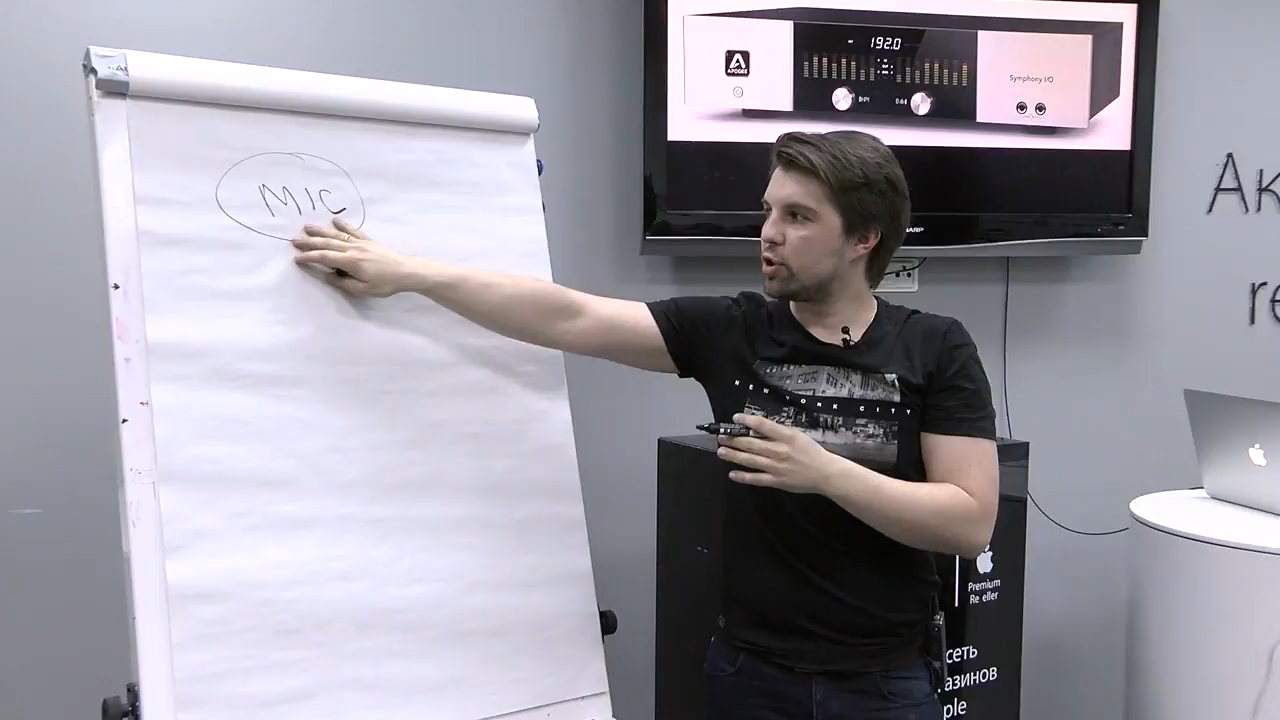 MIC
192.0
APOGEE
Symphony I/O
SHARP
Ак
re
NEW YORK CITY
Premium
Re eller
сеть
азинов
ple